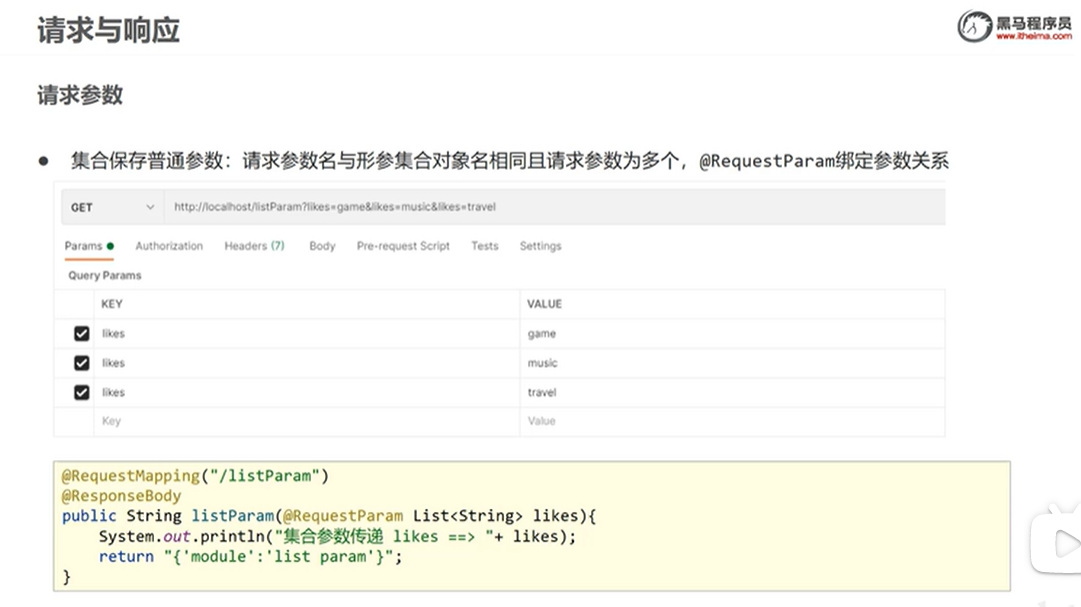 请求与响应
黑马程序员
www.itheima.com
请求参数
● 集合保存普通参数：请求参数名与形参集合对象名相同且请求参数为多个，@RequestParam绑定参数关系
GET http://localhost/listParam?likes=game&likes=music&likes=travel
Params Authorization Headers (7) Body Pre-request Script Tests Settings
Query Params
KEY VALUE
likes game
likes music
likes travel
Key Value
@RequestMapping("/listParam")
@ResponseBody
public String listParam(@RequestParam List<String> likes){
    System.out.println("集合参数传递 likes ==> "+ likes);
    return "{'module':'list param'}";
}